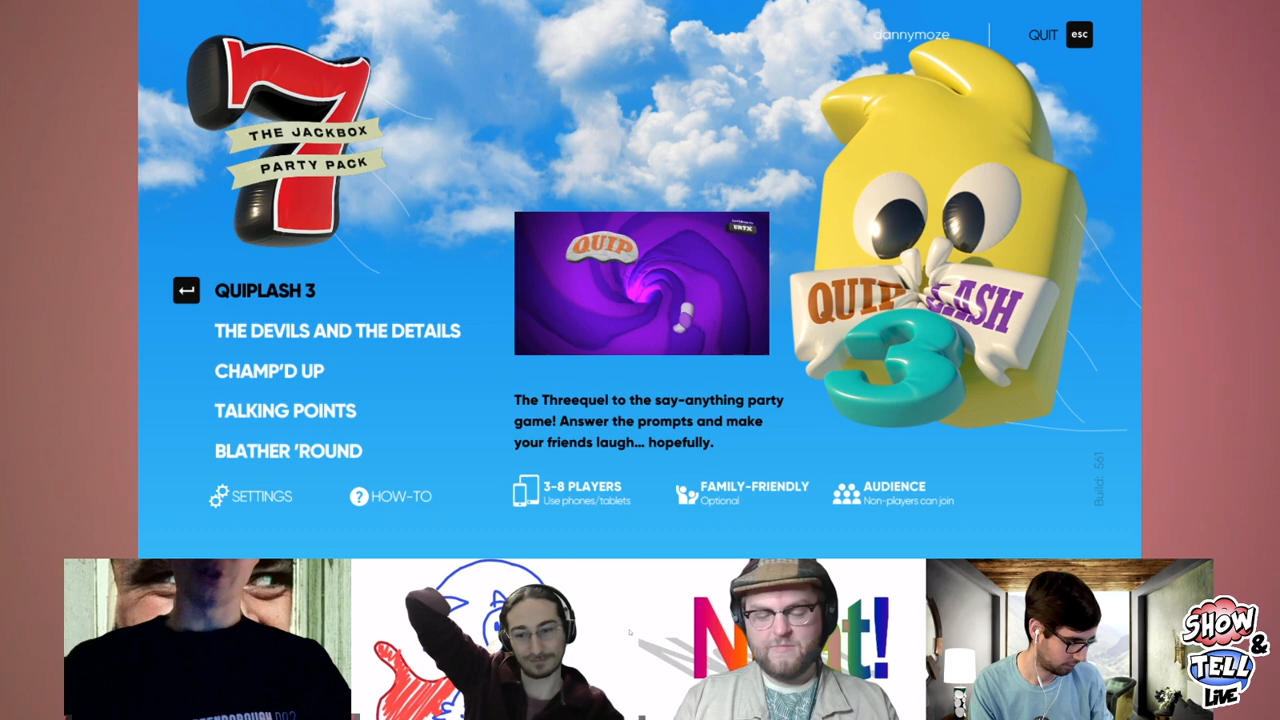 dannymoze
QUIT
esc
7
THE JACKBOX
PARTY PACK
QUIP
QUIPLASH
3
QUIPLASH 3
THE DEVILS AND THE DETAILS
CHAMP'D UP
TALKING POINTS
BLATHER 'ROUND
The Threequel to the say-anything party
game! Answer the prompts and make
your friends laugh... hopefully.
SETTINGS
? HOW-TO
3-8 PLAYERS
Use phones/tablets
FAMILY-FRIENDLY
Optional
AUDIENCE
Non-players can join
Build: 561
SHOW
&
TELL
LIVE